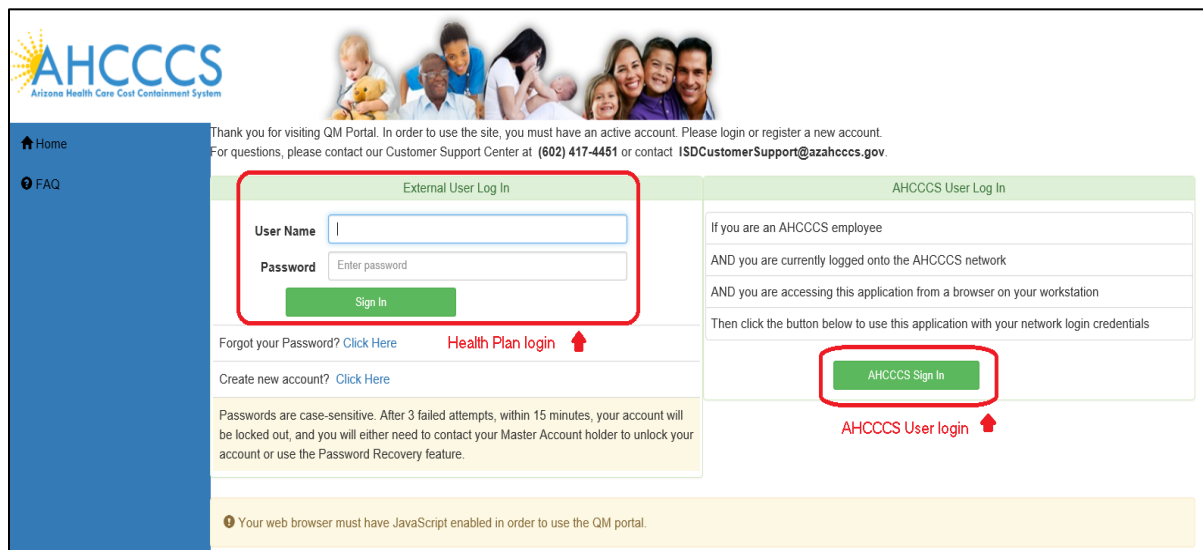 AHCCCS
Arizona Health Care Cost Containment System
Home
FAQ
Thank you for visiting QM Portal. In order to use the site, you must have an active account. Please login or register a new account.
For questions, please contact our Customer Support Center at (602) 417-4451 or contact ISDCustomerSupport@azahcccs.gov.
External User Log In
User Name
Password
Enter password
Sign In
Health Plan login
Forgot your Password? Click Here
Create new account? Click Here
Passwords are case-sensitive. After 3 failed attempts, within 15 minutes, your account will
be locked out, and you will either need to contact your Master Account holder to unlock your
account or use the Password Recovery feature.
AHCCCS User Log In
If you are an AHCCCS employee
AND you are currently logged onto the AHCCCS network
AND you are accessing this application from a browser on your workstation
Then click the button below to use this application with your network login credentials
AHCCCS Sign In
AHCCCS User login
Your web browser must have JavaScript enabled in order to use the QM portal.